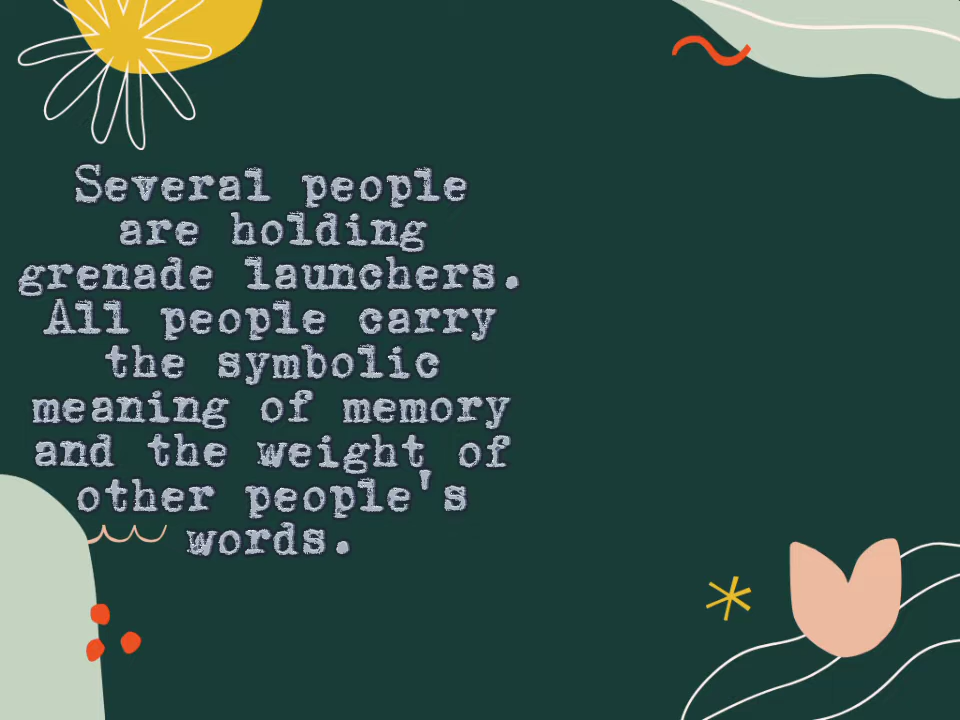 Several people
are holding
grenade launchers.
All people carry
the symbolic
meaning of memory
and the weight of
other people's
words.